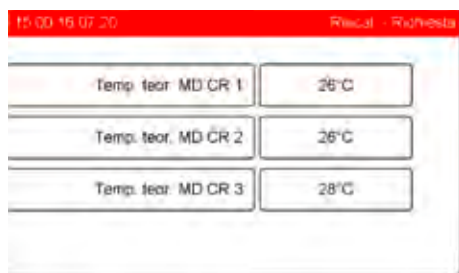 15:00 16.07.20 Riscal - Richiesta
Temp. teor. MD CR 1 26°C
Temp. teor. MD CR 2 26°C
Temp. teor. MD CR 3 28°C